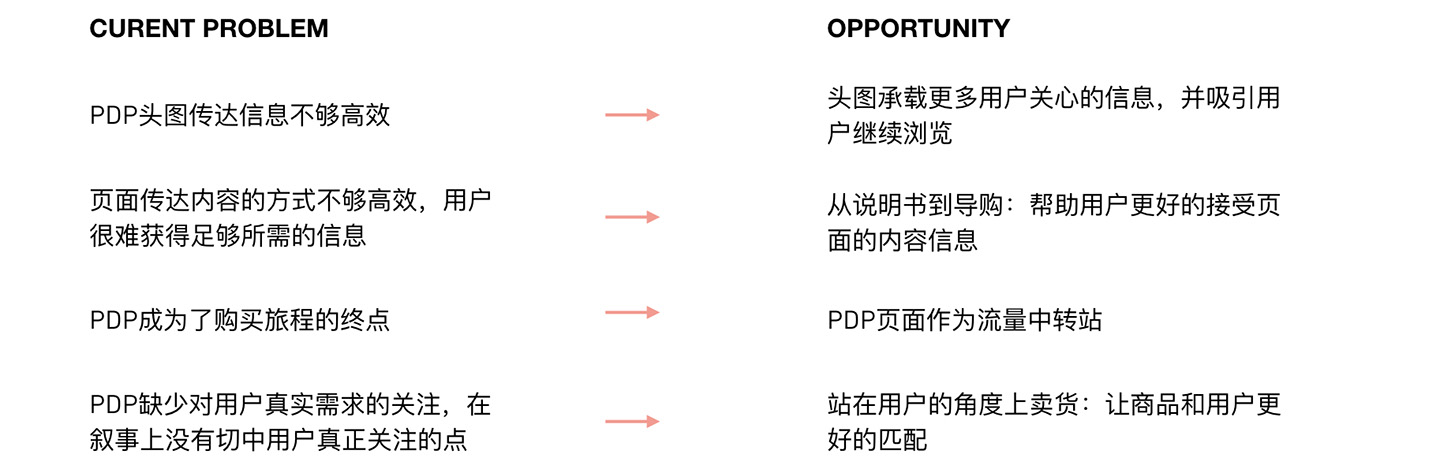 CURENT PROBLEM
OPPORTUNITY
PDP头图传达信息不够高效
头图承载更多用户关心的信息，并吸引用
户继续浏览
页面传达内容的方式不够高效，用户
很难获得足够所需的信息
从说明书到导购：帮助用户更好的接受页
面的内容信息
PDP成为了购买旅程的终点
PDP页面作为流量中转站
PDP缺少对用户真实需求的关注，在
叙事上没有切中用户真正关注的点
站在用户的角度上卖货：让商品和用户更
好的匹配